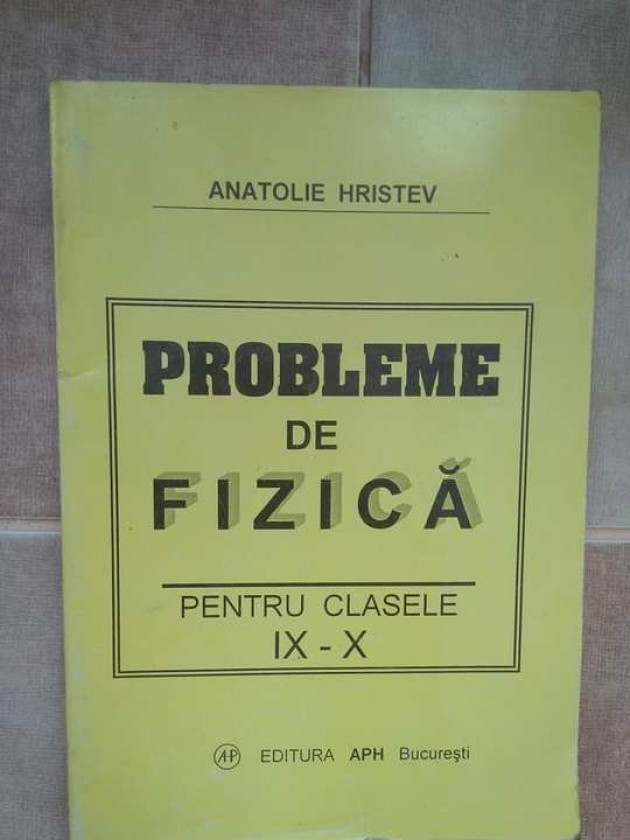 ANATOLIE HRISTEV
PROBLEME
DE
FIZICĂ
PENTRU CLASELE
IX - X
AP EDITURA APH București